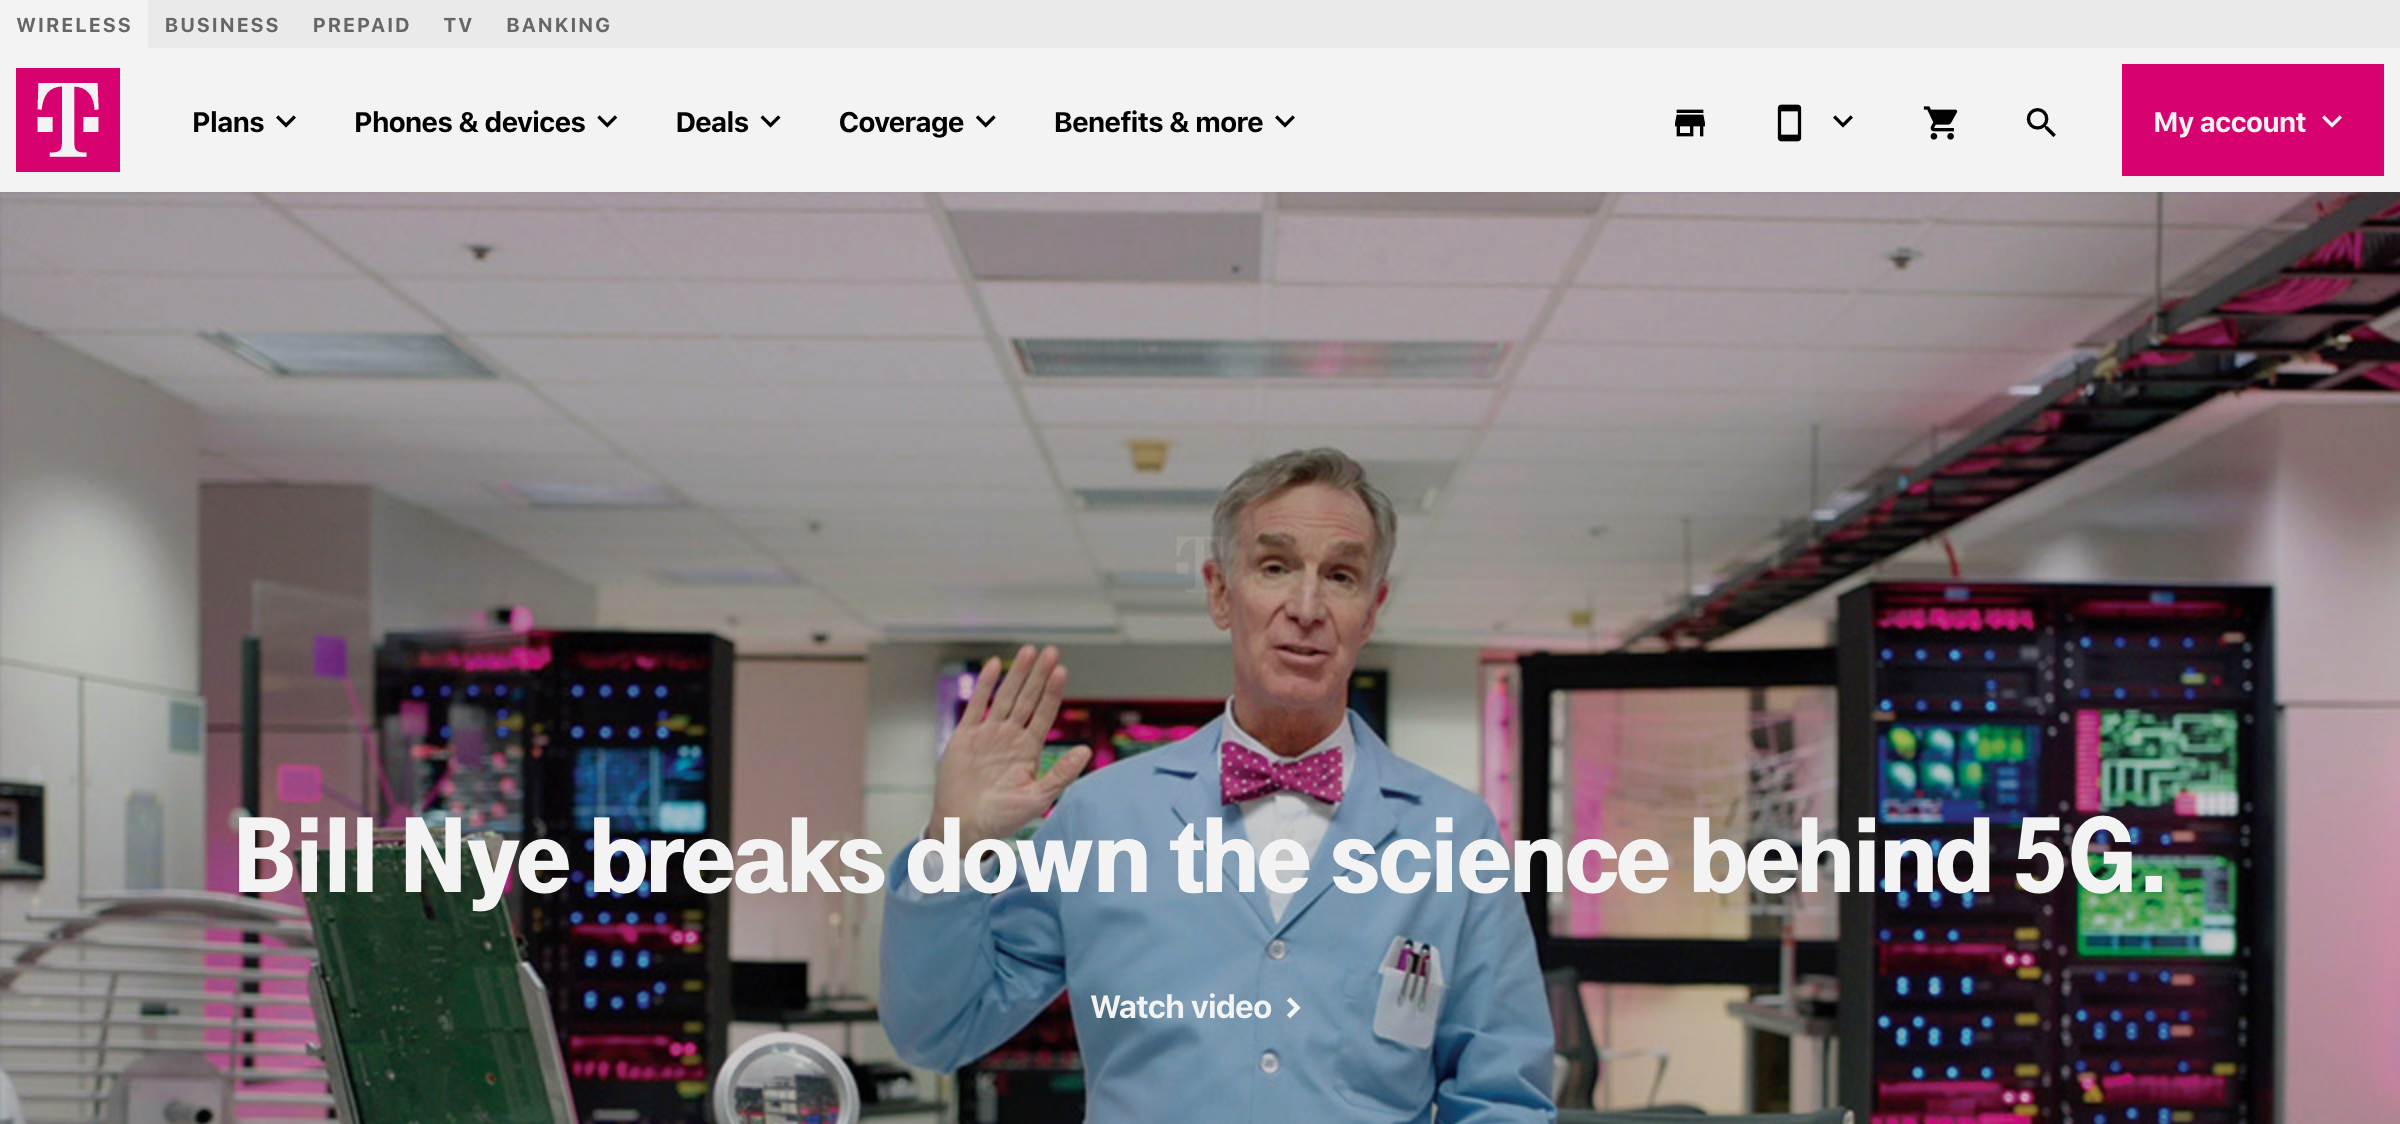 WIRELESS BUSINESS PREPAID TV BANKING
T Plans Phones & devices Deals Coverage Benefits & more My account
Bill Nye breaks down the science behind 5G.
Watch video